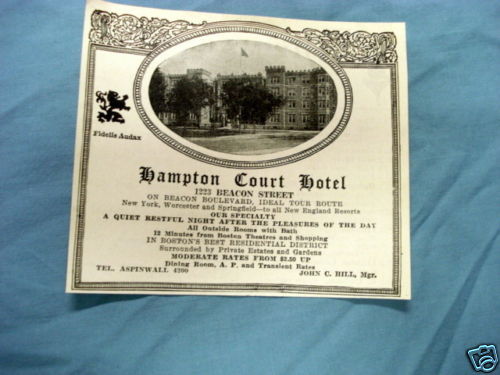 Fidelis Audax
Hampton Court Hotel
1223 BEACON STREET
ON BEACON BOULEVARD, IDEAL TOUR ROUTE
New York, Worcester and Springfield—to all New England Resorts
OUR SPECIALTY
A QUIET RESTFUL NIGHT AFTER THE PLEASURES OF THE DAY
All Outside Rooms with Bath
12 Minutes from Boston Theatres and Shopping
IN BOSTON'S BEST RESIDENTIAL DISTRICT
Surrounded by Private Estates and Gardens
MODERATE RATES FROM $2.50 UP
Dining Room, A. P. and Transient Rates
TEL. ASPINWALL 4200 JOHN C. HILL, Mgr.